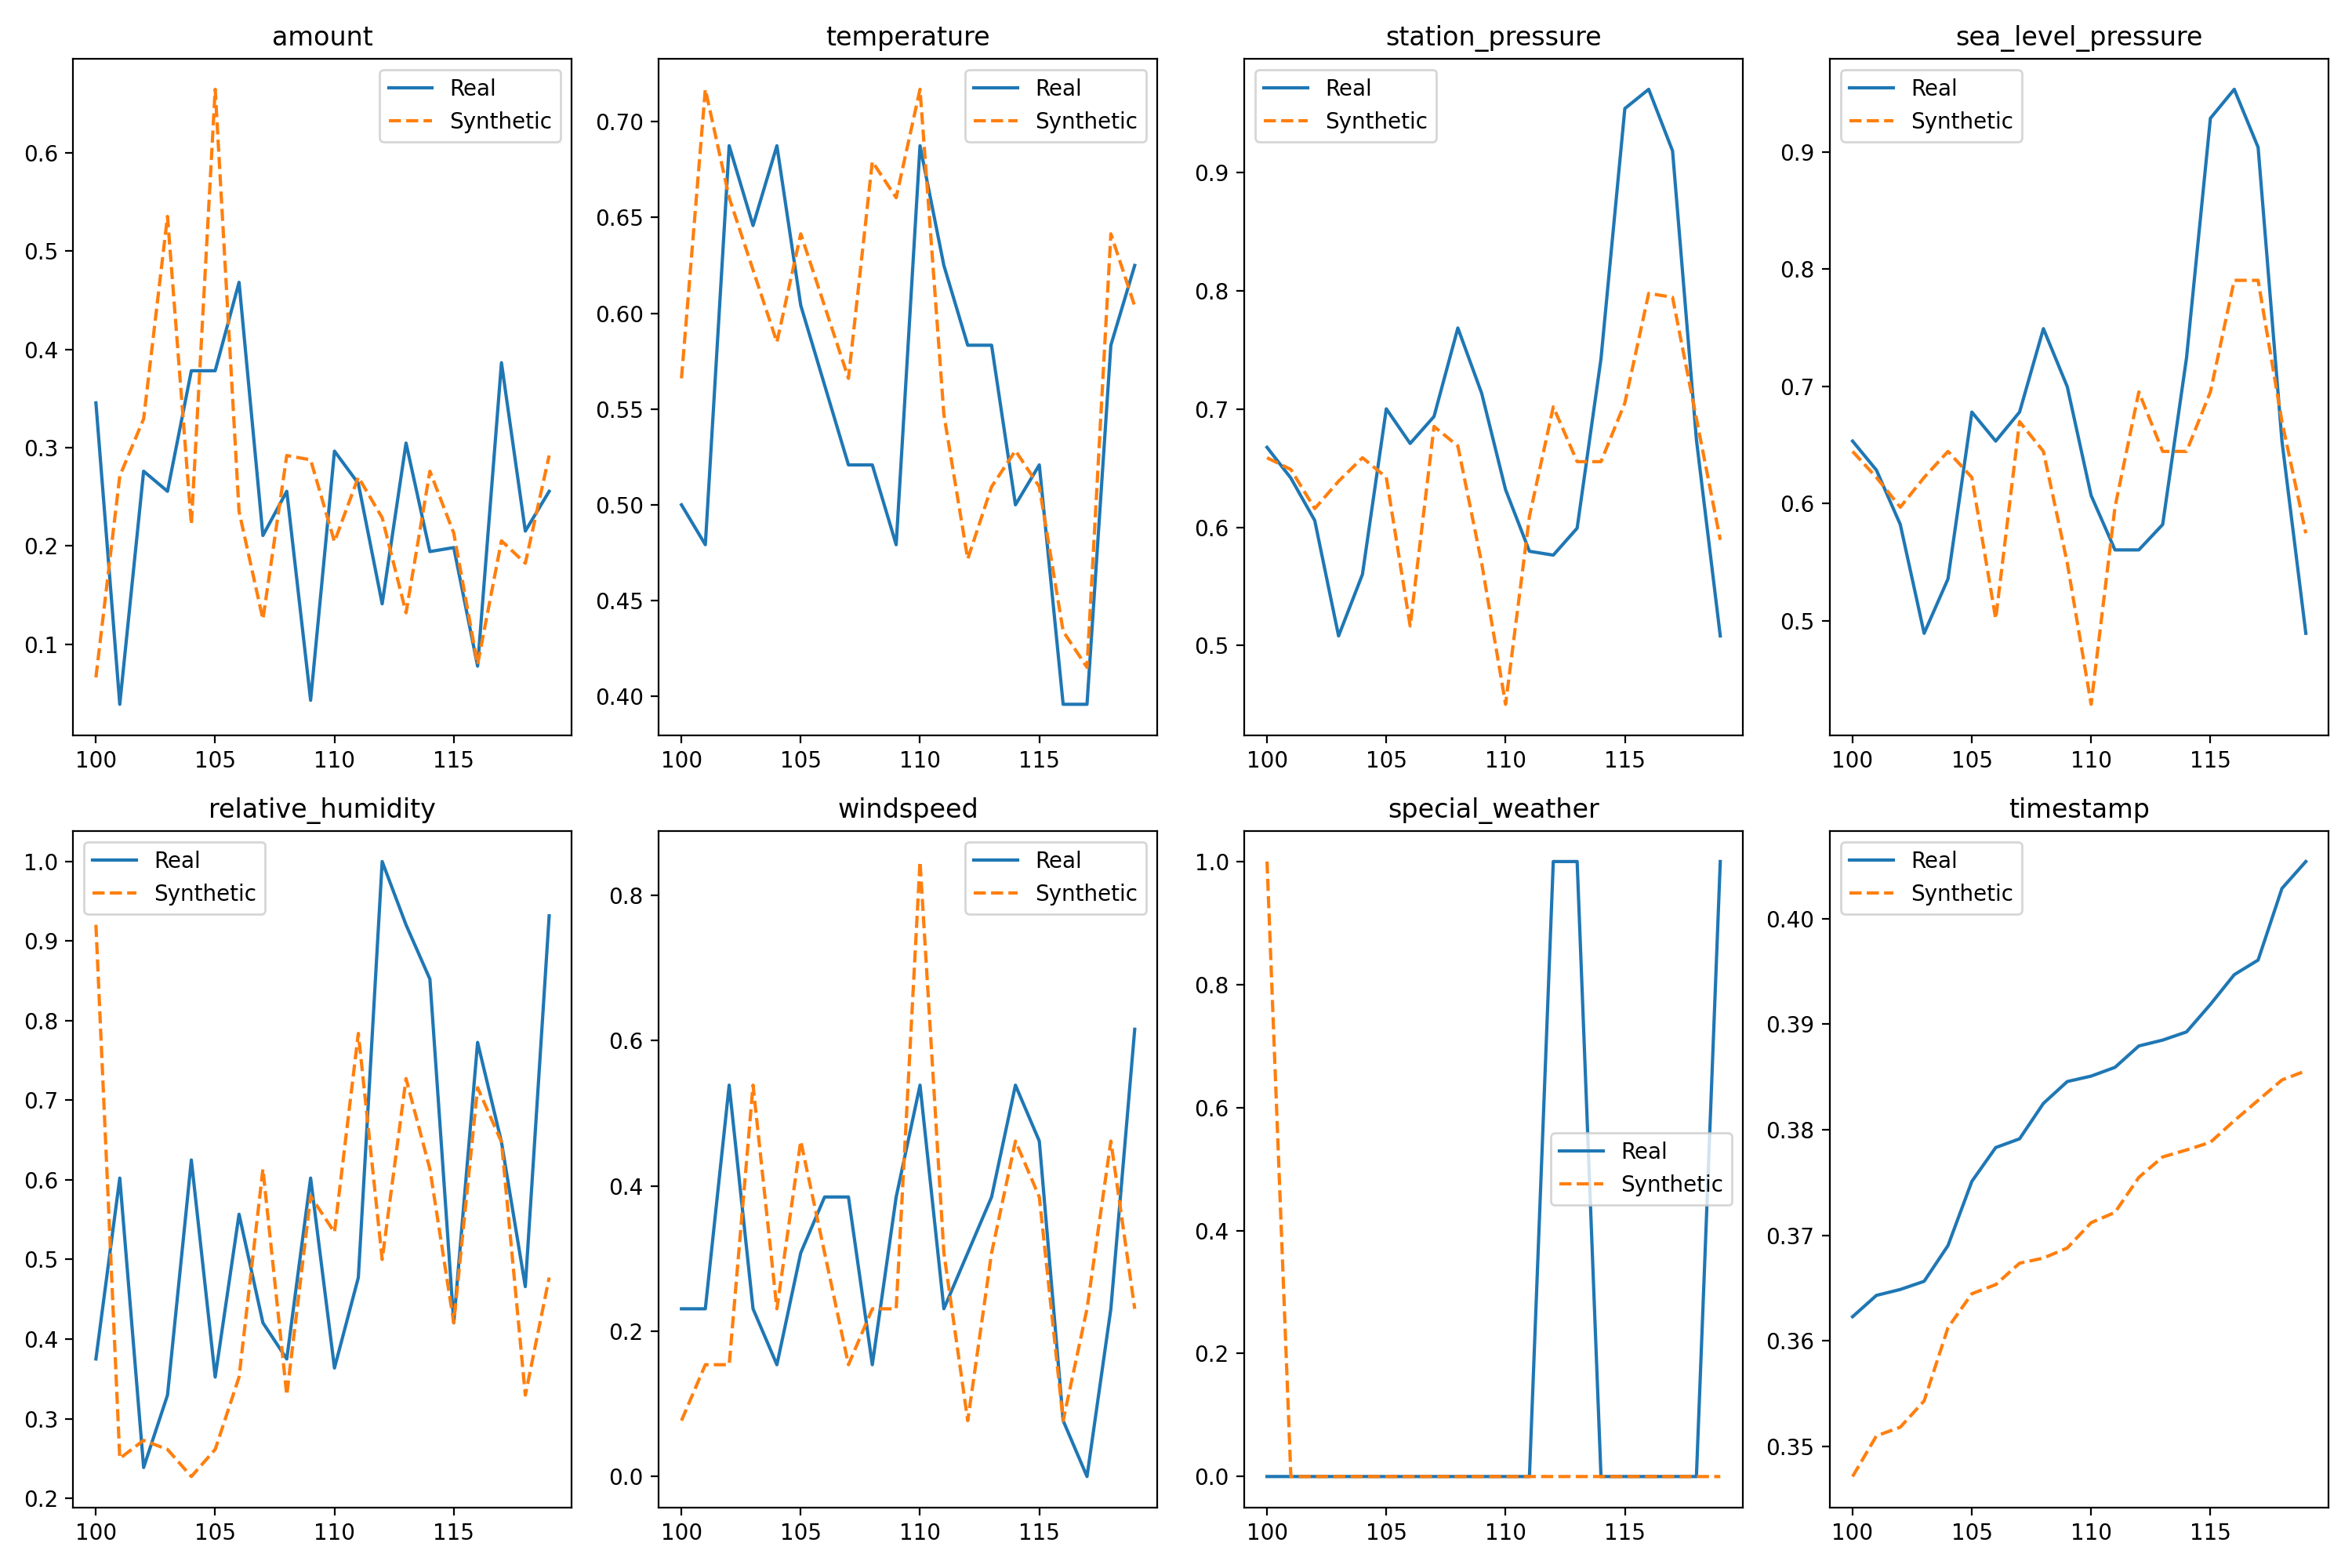 amount
Real
Synthetic
0.6
0.5
0.4
0.3
0.2
0.1
100 105 110 115
temperature
Real
Synthetic
0.70
0.65
0.60
0.55
0.50
0.45
0.40
100 105 110 115
station_pressure
Real
Synthetic
0.9
0.8
0.7
0.6
0.5
100 105 110 115
sea_level_pressure
Real
Synthetic
0.9
0.8
0.7
0.6
0.5
100 105 110 115
relative_humidity
Real
Synthetic
1.0
0.9
0.8
0.7
0.6
0.5
0.4
0.3
0.2
100 105 110 115
windspeed
Real
Synthetic
0.8
0.6
0.4
0.2
0.0
100 105 110 115
special_weather
1.0
0.8
0.6
Real
Synthetic
0.4
0.2
0.0
100 105 110 115
timestamp
Real
Synthetic
0.40
0.39
0.38
0.37
0.36
0.35
100 105 110 115